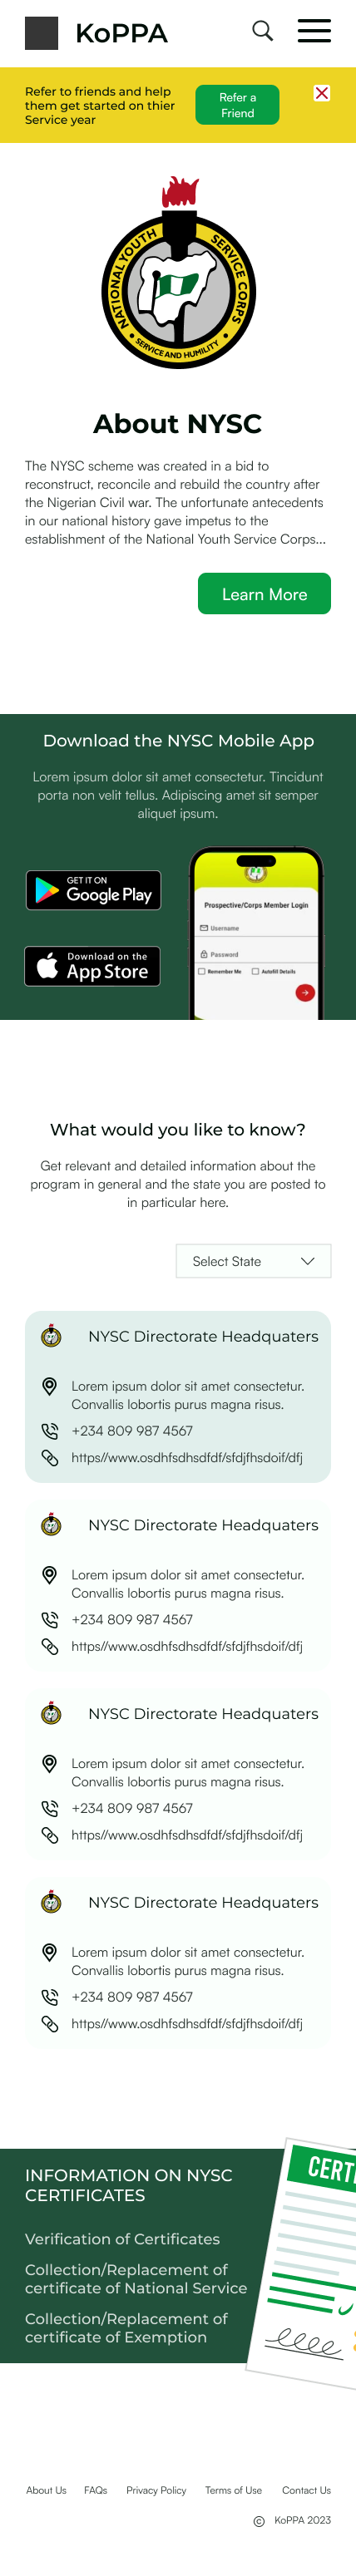 KoPPA
Refer to friends and help
them get started on thier
Service year
Refer a
Friend
NATIONAL YOUTH SERVICE CORPS
SERVICE AND HUMILITY
About NYSC
The NYSC scheme was created in a bid to
reconstruct, reconcile and rebuild the country after
the Nigerian Civil war. The unfortunate antecedents
in our national history gave impetus to the
establishment of the National Youth Service Corps...
Learn More
Download the NYSC Mobile App
Lorem ipsum dolor sit amet consectetur. Tincidunt
porta non velit tellus. Adipiscing amet sit semper
aliquet ipsum.
GET IT ON
Google Play
Download on the
App Store
Prospective/Corps Member Login
Username
Password
Remember Me
Autofill Details
What would you like to know?
Get relevant and detailed information about the
program in general and the state you are posted to
in particular here.
Select State
NYSC Directorate Headquaters
Lorem ipsum dolor sit amet consectetur.
Convallis lobortis purus magna risus.
+234 809 987 4567
https//www.osdhfsdhsdfdf/sfdjfhsdoif/dfj
NYSC Directorate Headquaters
Lorem ipsum dolor sit amet consectetur.
Convallis lobortis purus magna risus.
+234 809 987 4567
https//www.osdhfsdhsdfdf/sfdjfhsdoif/dfj
NYSC Directorate Headquaters
Lorem ipsum dolor sit amet consectetur.
Convallis lobortis purus magna risus.
+234 809 987 4567
https//www.osdhfsdhsdfdf/sfdjfhsdoif/dfj
NYSC Directorate Headquaters
Lorem ipsum dolor sit amet consectetur.
Convallis lobortis purus magna risus.
+234 809 987 4567
https//www.osdhfsdhsdfdf/sfdjfhsdoif/dfj
INFORMATION ON NYSC
CERTIFICATES
CERT
Verification of Certificates
Collection/Replacement of
certificate of National Service
Collection/Replacement of
certificate of Exemption
About Us FAQs Privacy Policy Terms of Use Contact Us
© KoPPA 2023